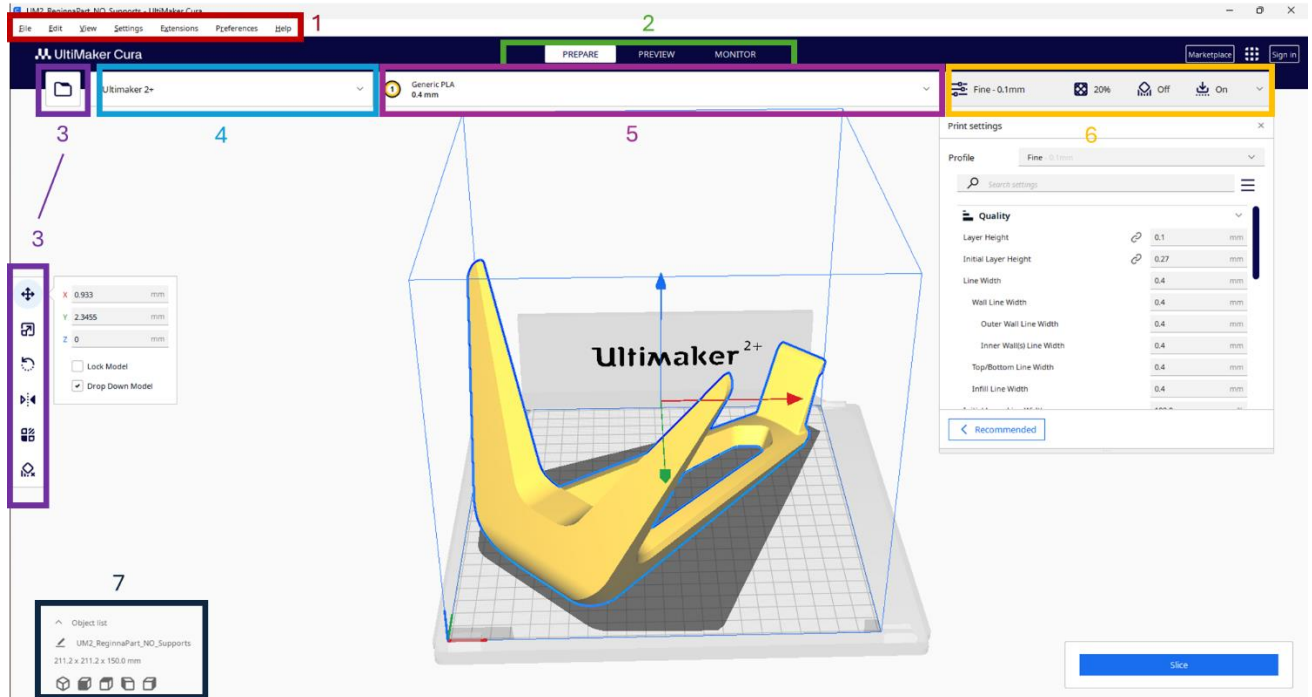 UM2_ReginnaPart_NO_Supports - UltiMaker Cura
File Edit View Settings Extensions Preferences Help
1
2
UltiMaker Cura
PREPARE PREVIEW MONITOR
Marketplace Sign in
Ultimaker 2+
1
Generic PLA
0.4 mm
Fine - 0.1mm 20% Off On
3
4
5
6
Print settings
Profile Fine - 0.1mm
Search settings
Quality
Layer Height 0.1 mm
Initial Layer Height 0.27 mm
Line Width 0.4 mm
Wall Line Width 0.4 mm
Outer Wall Line Width 0.4 mm
Inner Wall(s) Line Width 0.4 mm
Top/Bottom Line Width 0.4 mm
Infill Line Width 0.4 mm
Recommended
3
X 0.933 mm
Y 2.3455 mm
Z 0 mm
Lock Model
Drop Down Model
Ultimaker 2+
7
Object list
UM2_ReginnaPart_NO_Supports
211.2 x 211.2 x 150.0 mm
Slice